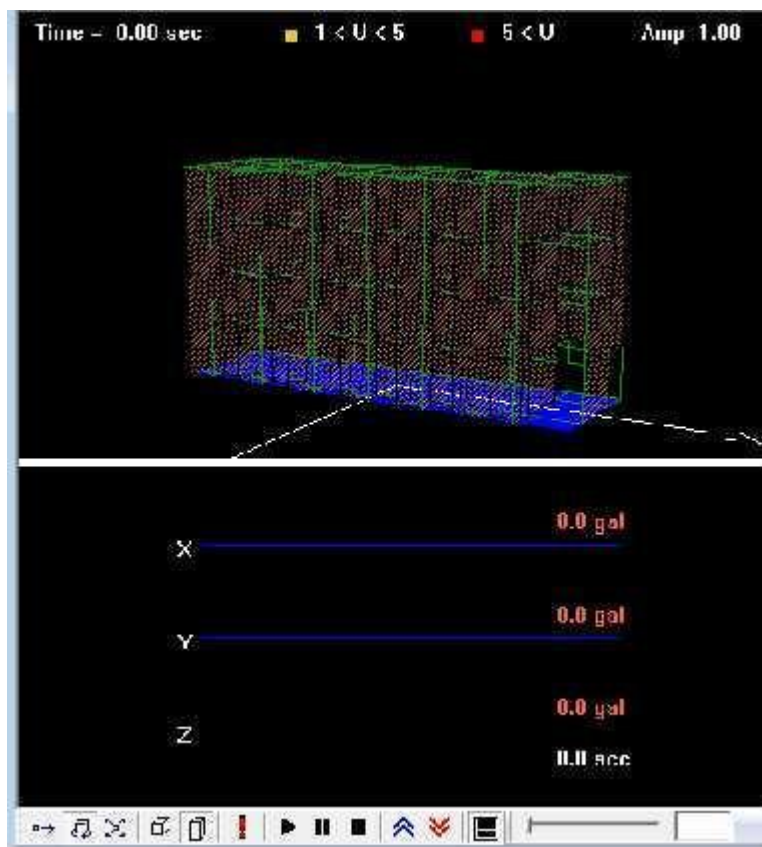 Time = 0.00 sec 1 < U < 5 5 < U Amp 1.00
0.0 gal
X
0.0 gal
Y
0.0 gal
Z
0.0 sec